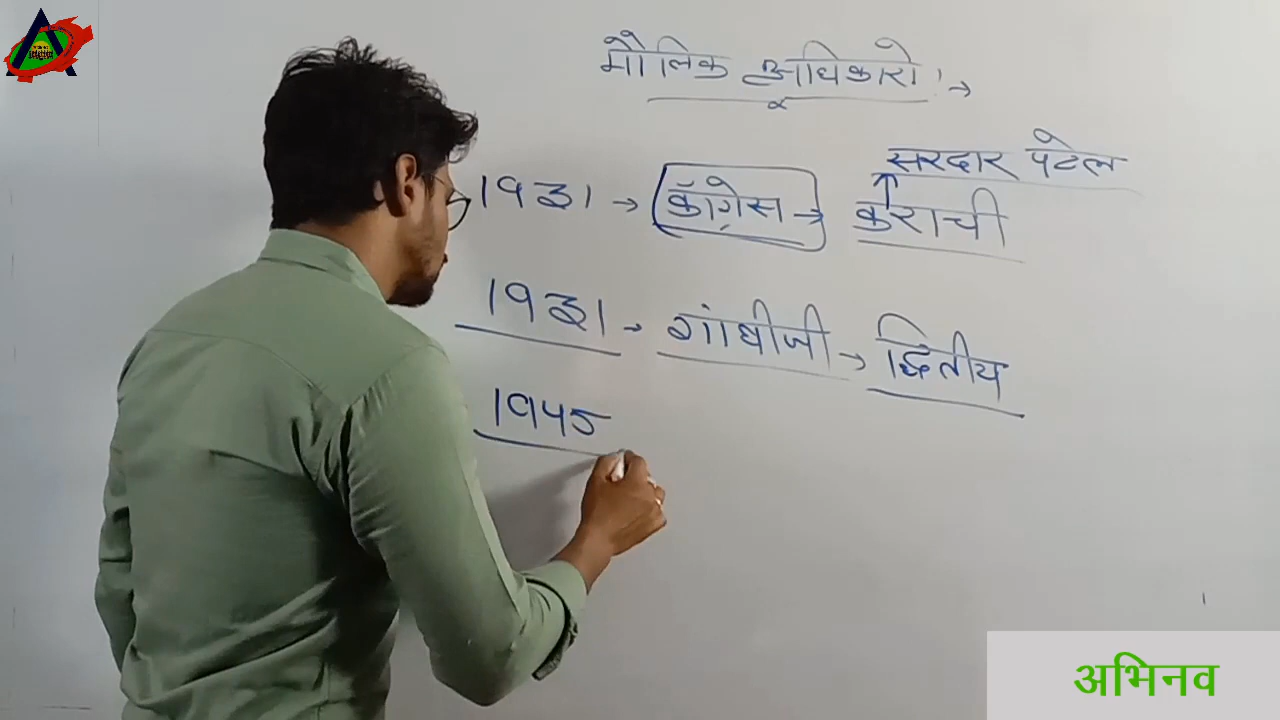 मौलिक अधिकारो! →
सरदार पटेल
1931 → काँग्रेस → कराची
1931 → गांधीजी → द्वितीय
1945
अभिनव